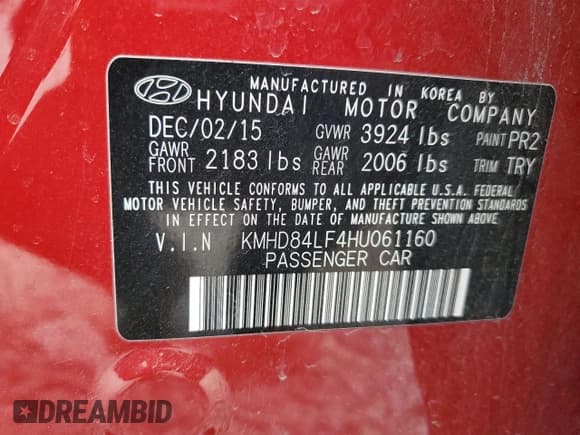 MANUFACTURED IN KOREA BY
HYUNDAI MOTOR COMPANY
DEC/02/15 GVWR 3924 lbs PAINT PR2
GAWR FRONT 2183 lbs GAWR REAR 2006 lbs TRIM TRY
THIS VEHICLE CONFORMS TO ALL APPLICABLE U.S.A. FEDERAL
MOTOR VEHICLE SAFETY, BUMPER, AND THEFT PREVENTION STANDARDS
IN EFFECT ON THE DATE OF MANUFACTURE SHOWN ABOVE
V.I.N KMHD84LF4HU061160
PASSENGER CAR
DREAMBID